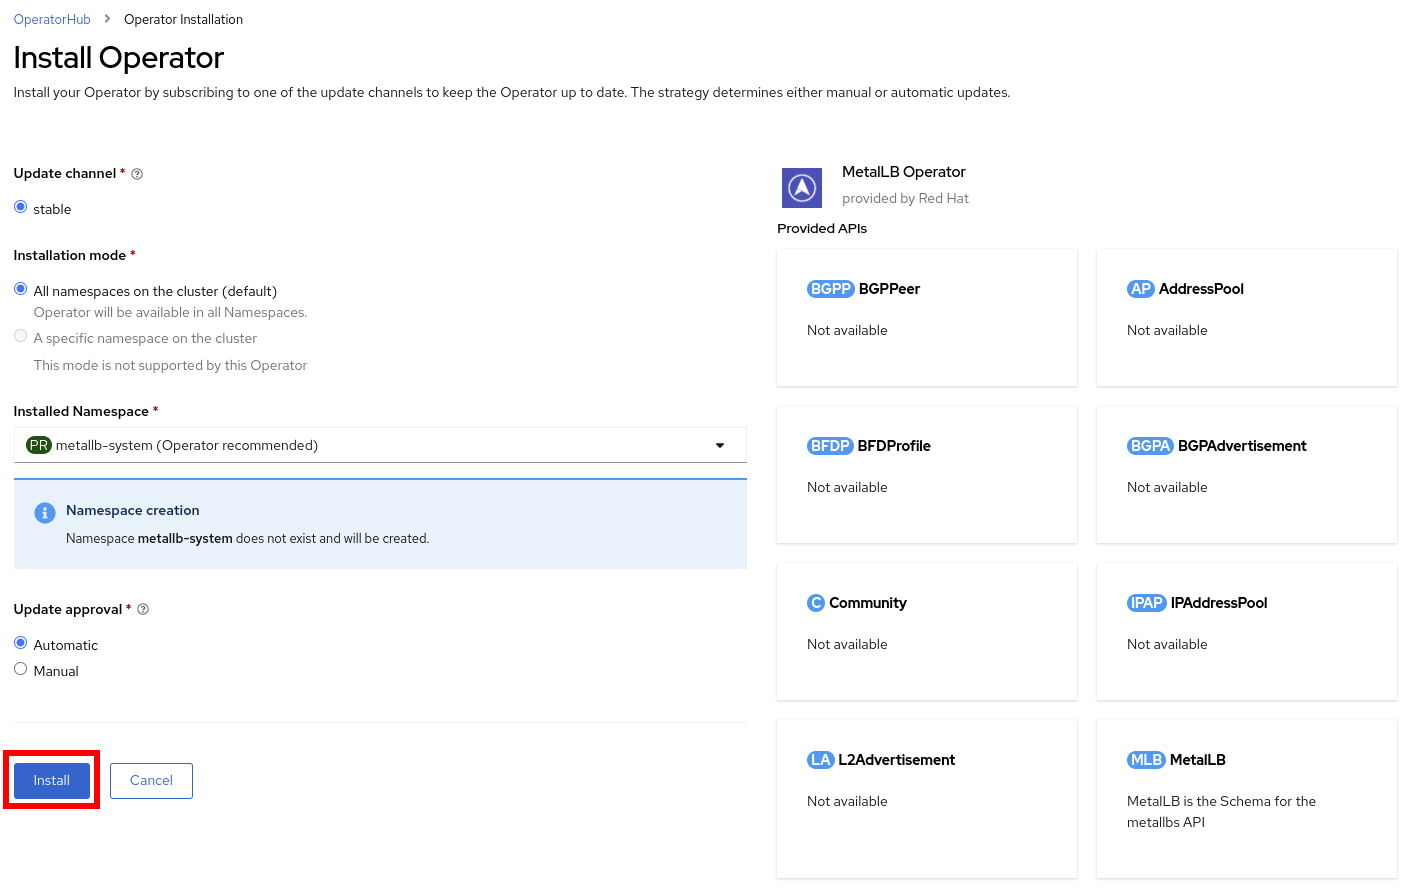 OperatorHub > Operator Installation
Install Operator
Install your Operator by subscribing to one of the update channels to keep the Operator up to date. The strategy determines either manual or automatic updates.
Update channel *
stable
Installation mode *
All namespaces on the cluster (default)
Operator will be available in all Namespaces.
A specific namespace on the cluster
This mode is not supported by this Operator
Installed Namespace *
PR metallb-system (Operator recommended)
Namespace creation
Namespace metallb-system does not exist and will be created.
Update approval *
Automatic
Manual
Install Cancel
MetalLB Operator
provided by Red Hat
Provided APIs
BGPP BGPPeer
Not available
AP AddressPool
Not available
BFDP BFDProfile
Not available
BGPA BGPAdvertisement
Not available
C Community
Not available
IPAP IPAddressPool
Not available
LA L2Advertisement
Not available
MLB MetalLB
MetalLB is the Schema for the
metallbs API